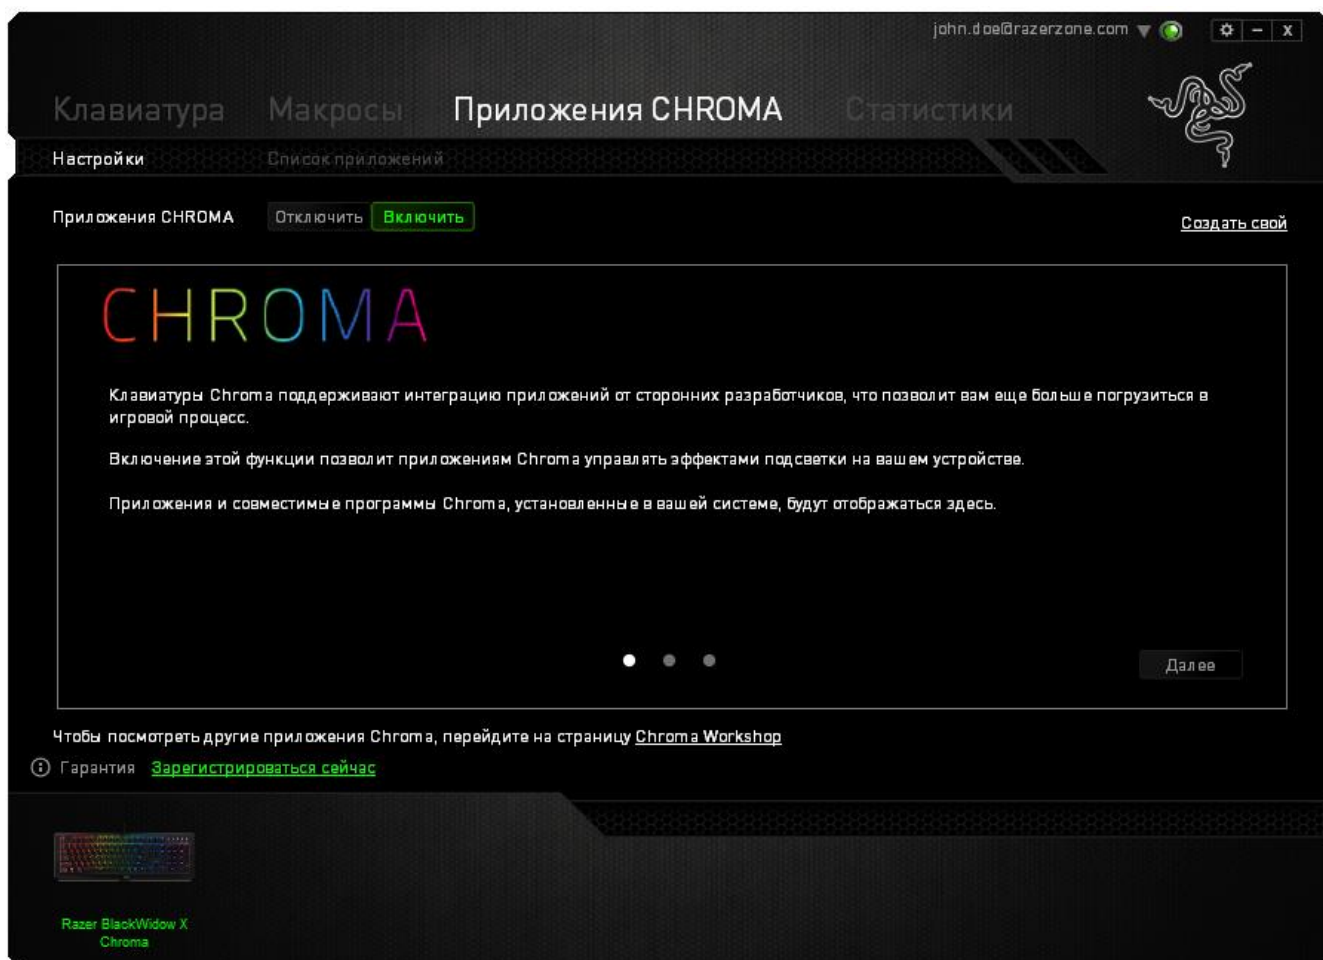 john.doe@razerzone.com
Клавиатура Макросы Приложения CHROMA Статистики
Настройки Список приложений
Приложения CHROMA Отключить Включить
Создать свой
CHROMA
Клавиатуры Chroma поддерживают интеграцию приложений от сторонних разработчиков, что позволит вам еще больше погрузиться в
игровой процесс.
Включение этой функции позволит приложениям Chroma управлять эффектами подсветки на вашем устройстве.
Приложения и совместимые программы Chroma, установленные в вашей системе, будут отображаться здесь.
Далее
Чтобы посмотреть другие приложения Chroma, перейдите на страницу Chroma Workshop
Гарантия Зарегистрироваться сейчас
Razer BlackWidow X
Chroma